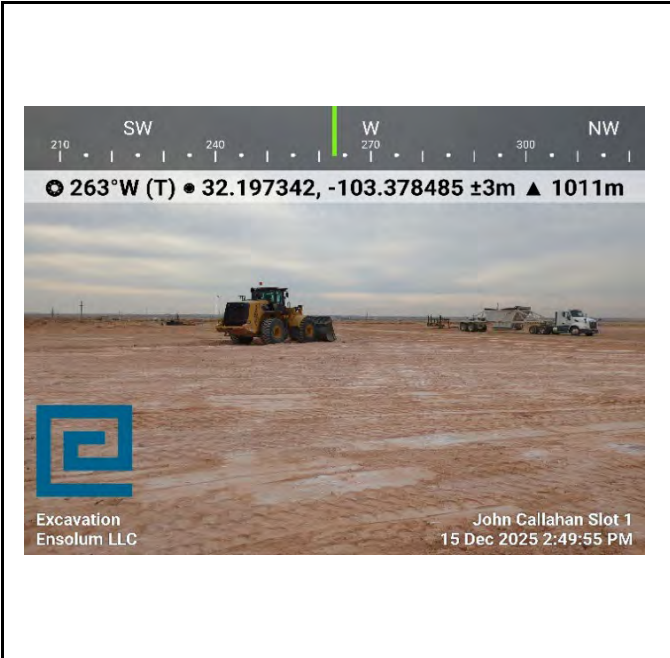 SW W NW
210 240 270 300
263°W (T) 32.197342, -103.378485 ±3m ▲ 1011m
Excavation
Ensolum LLC
John Callahan Slot 1
15 Dec 2025 2:49:55 PM